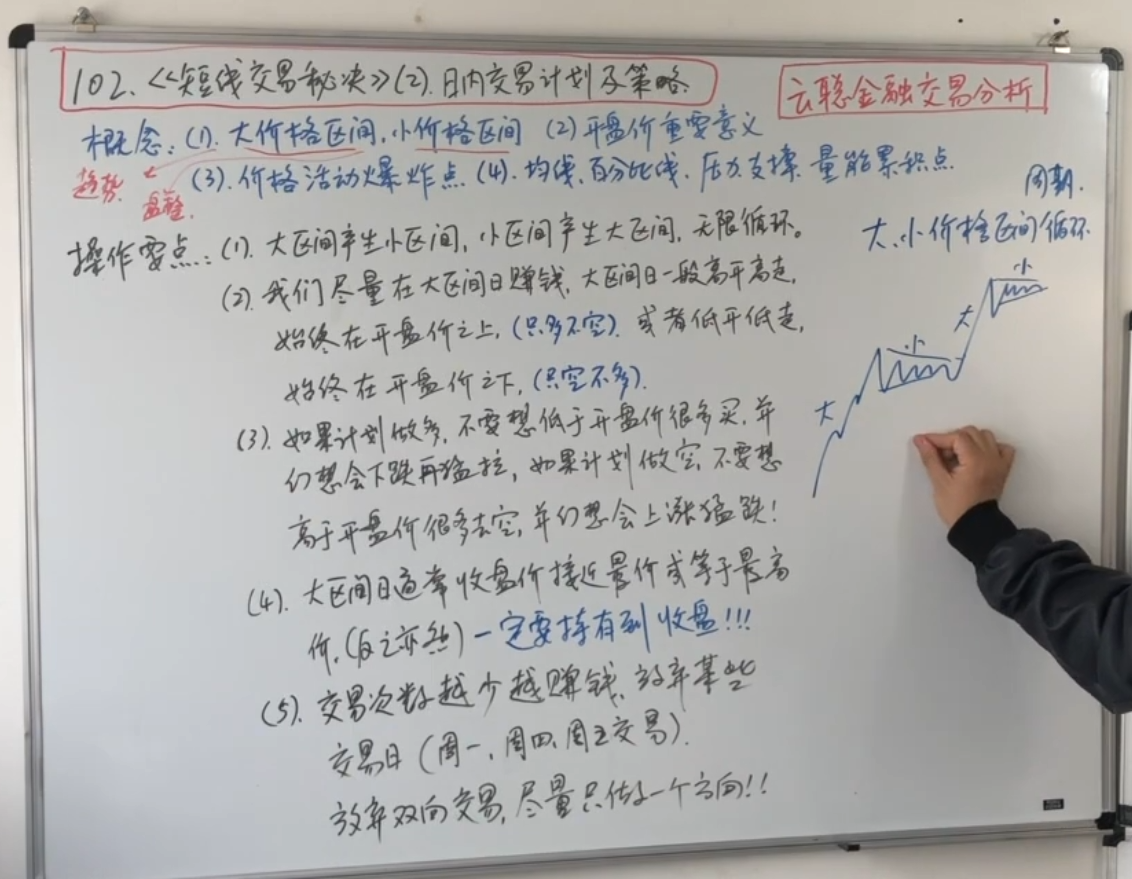 102.《短线交易秘决》(2).日内交易计划及策略.
云聪金融交易分析
概念：(1). 大价格区间，小价格区间 (2) 开盘价重要意义
趋势. 盘整.
(3). 价格活动爆炸点 (4). 均线、百分比线、压力支撑 量能累积点
操作要点：(1). 大区间产生小区间，小区间产生大区间，无限循环。
(2). 我们尽量在大区间日赚钱，大区间日一般高开高走，
始终在开盘价之上，(只多不空). 或者低开低走，
始终在开盘价之下，(只空不多).
(3). 如果计划做多，不要想低于开盘价很多买，并
幻想会下跌再猛拉，如果计划做空，不要想
高于开盘价很多去空，并幻想会上涨猛跌！
(4). 大区间日通常收盘价接近最价或等于最高
价.(反之亦然) 一定要持有到收盘!!!
(5). 交易次数越少越赚钱、放弃某些
交易日 (周一、周四、周五交易).
放弃双向交易，尽量只做一个方向!!
周期.
大、小价格区间循环
小
大
小
大